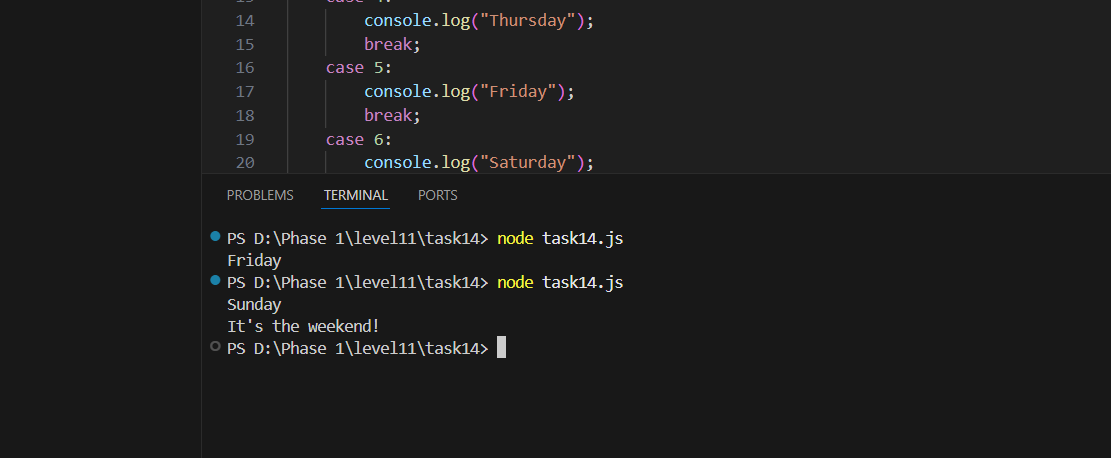 14 console.log("Thursday");
15 break;
16 case 5:
17 console.log("Friday");
18 break;
19 case 6:
20 console.log("Saturday");
PROBLEMS TERMINAL PORTS
PS D:\Phase 1\level11\task14> node task14.js
Friday
PS D:\Phase 1\level11\task14> node task14.js
Sunday
It's the weekend!
PS D:\Phase 1\level11\task14>